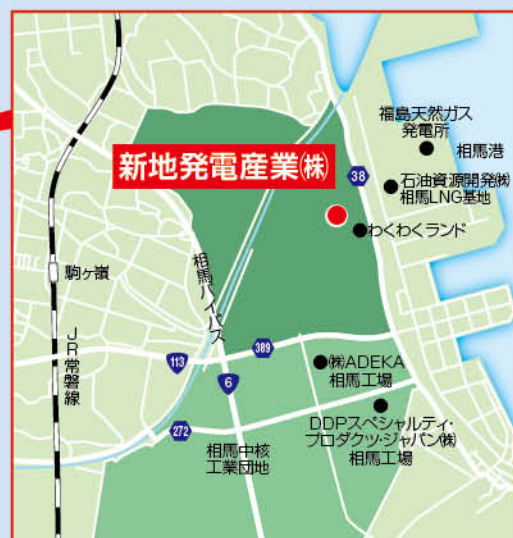 福島天然ガス
発電所
相馬港
新地発電産業㈱
38
石油資源開発㈱
相馬LNG基地
わくわくランド
駒ヶ嶺
相馬バイパス
JR常磐線
389
113
㈱ADEKA
相馬工場
6
DDPスペシャルティ・
プロダクツ・ジャパン㈱
相馬工場
272
相馬中核
工業団地